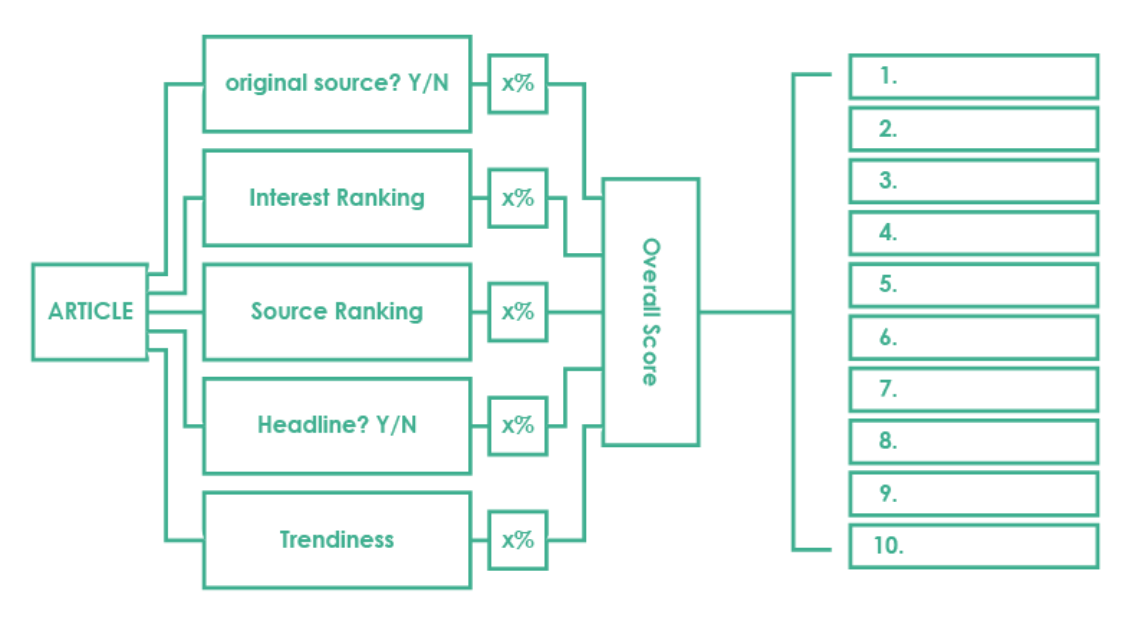 ARTICLE
original source? Y/N
x%
Interest Ranking
x%
Source Ranking
x%
Headline? Y/N
x%
Trendiness
x%
Overall Score
1.
2.
3.
4.
5.
6.
7.
8.
9.
10.